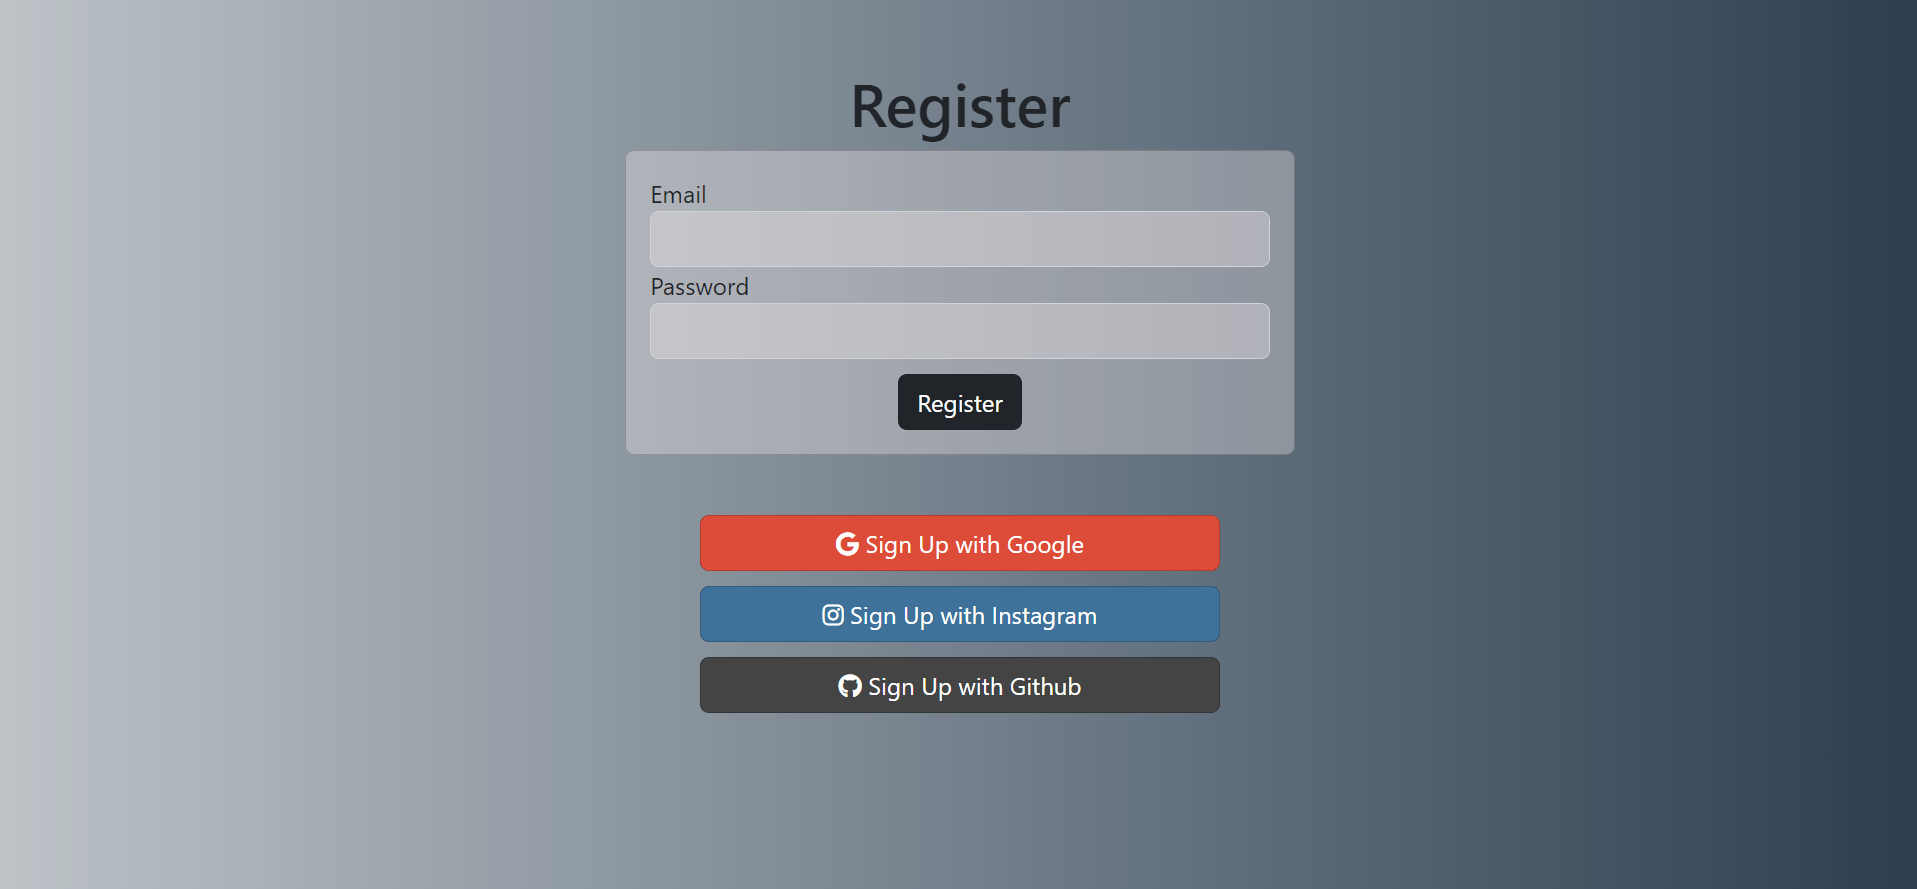 Register
Email
Password
Register
Sign Up with Google
Sign Up with Instagram
Sign Up with Github